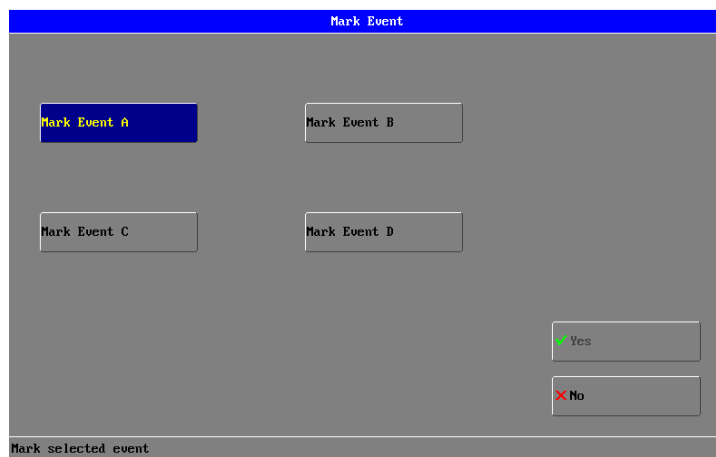 Mark Event
Mark Event A
Mark Event B
Mark Event C
Mark Event D
Yes
No
Mark selected event